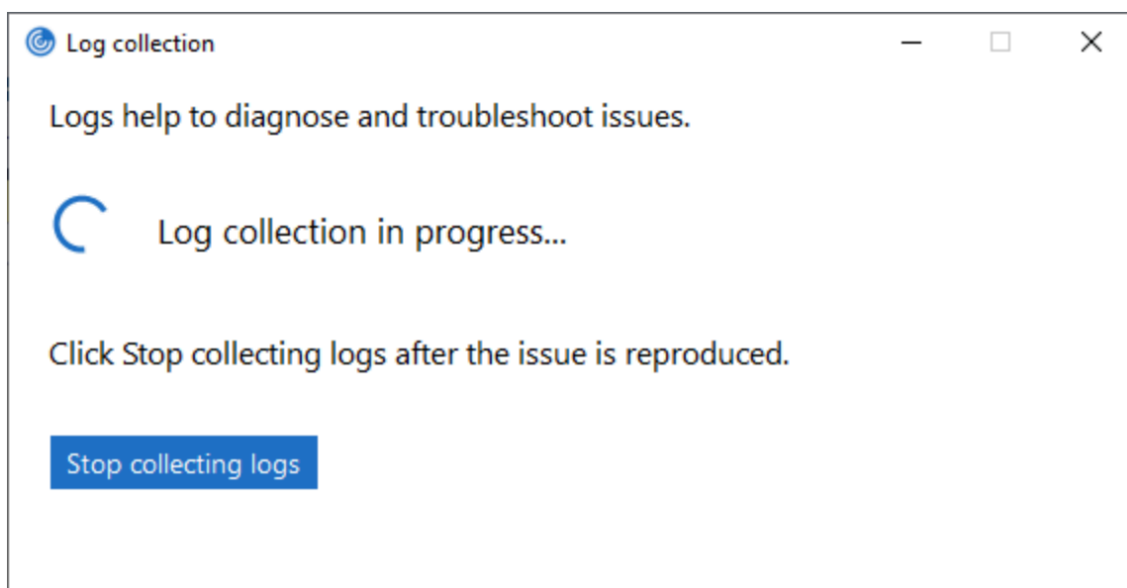 Log collection
Logs help to diagnose and troubleshoot issues.
Log collection in progress...
Click Stop collecting logs after the issue is reproduced.
Stop collecting logs